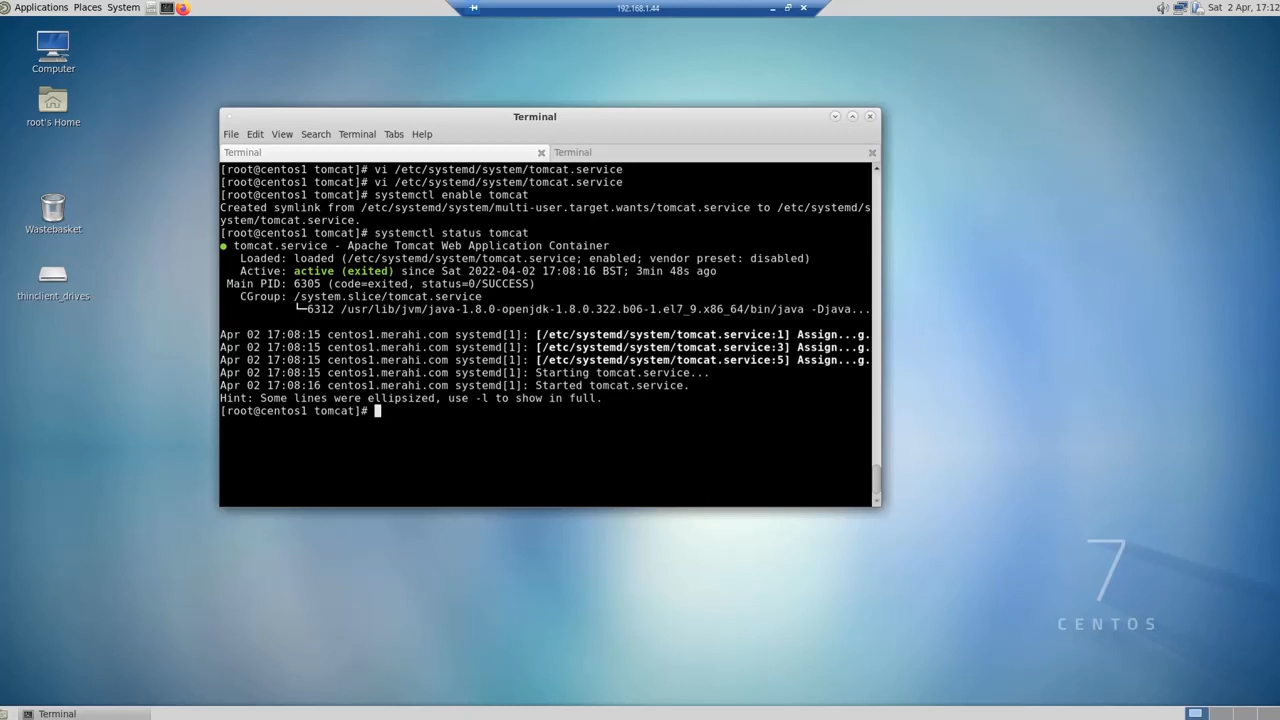 Applications Places System
192.168.1.44
Sat 2 Apr, 17:12
Computer
root's Home
Wastebasket
thinclient_drives
Terminal
File Edit View Search Terminal Tabs Help
Terminal
Terminal
[root@centos1 tomcat]# vi /etc/systemd/system/tomcat.service
[root@centos1 tomcat]# vi /etc/systemd/system/tomcat.service
[root@centos1 tomcat]# systemctl enable tomcat
Created symlink from /etc/systemd/system/multi-user.target.wants/tomcat.service to /etc/systemd/s
ystem/tomcat.service.
[root@centos1 tomcat]# systemctl status tomcat
● tomcat.service - Apache Tomcat Web Application Container
Loaded: loaded (/etc/systemd/system/tomcat.service; enabled; vendor preset: disabled)
Active: active (exited) since Sat 2022-04-02 17:08:16 BST; 3min 48s ago
Main PID: 6305 (code=exited, status=0/SUCCESS)
CGroup: /system.slice/tomcat.service
└─6312 /usr/lib/jvm/java-1.8.0-openjdk-1.8.0.322.b06-1.el7_9.x86_64/bin/java -Djava...
Apr 02 17:08:15 centos1.merahi.com systemd[1]: [/etc/systemd/system/tomcat.service:1] Assign...g.
Apr 02 17:08:15 centos1.merahi.com systemd[1]: [/etc/systemd/system/tomcat.service:3] Assign...g.
Apr 02 17:08:15 centos1.merahi.com systemd[1]: [/etc/systemd/system/tomcat.service:5] Assign...g.
Apr 02 17:08:15 centos1.merahi.com systemd[1]: Starting tomcat.service...
Apr 02 17:08:16 centos1.merahi.com systemd[1]: Started tomcat.service.
Hint: Some lines were ellipsized, use -l to show in full.
[root@centos1 tomcat]#
7
CENTOS
Terminal